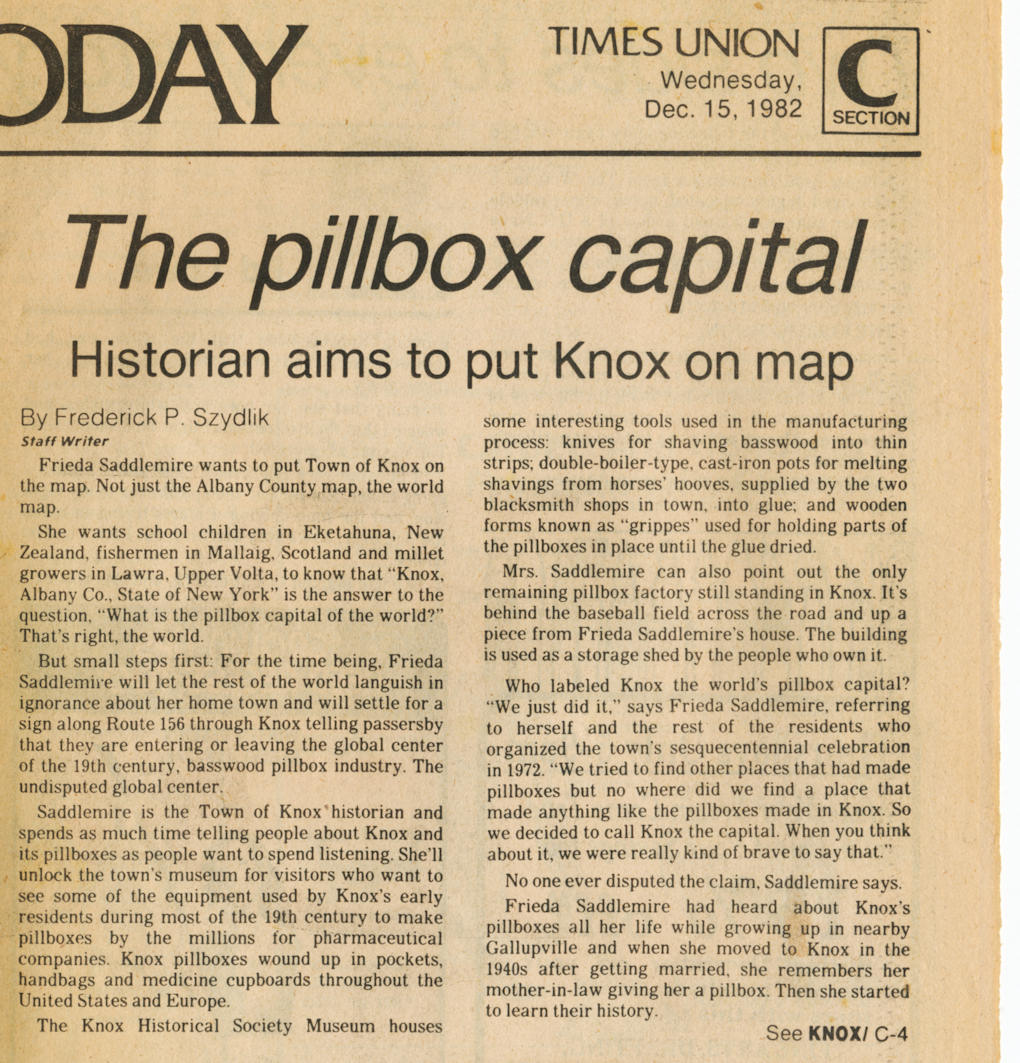 ODAY
TIMES UNION
Wednesday,
Dec. 15, 1982
C
SECTION
The pillbox capital
Historian aims to put Knox on map
By Frederick P. Szydlik
Staff Writer
Frieda Saddlemire wants to put Town of Knox on
the map. Not just the Albany County map, the world
map.
She wants school children in Eketahuna, New
Zealand, fishermen in Mallaig, Scotland and millet
growers in Lawra, Upper Volta, to know that "Knox,
Albany Co., State of New York" is the answer to the
question, "What is the pillbox capital of the world?"
That's right, the world.
But small steps first: For the time being, Frieda
Saddlemire will let the rest of the world languish in
ignorance about her home town and will settle for a
sign along Route 156 through Knox telling passersby
that they are entering or leaving the global center
of the 19th century, basswood pillbox industry. The
undisputed global center.
Saddlemire is the Town of Knox historian and
spends as much time telling people about Knox and
its pillboxes as people want to spend listening. She'll
unlock the town's museum for visitors who want to
see some of the equipment used by Knox's early
residents during most of the 19th century to make
pillboxes by the millions for pharmaceutical
companies. Knox pillboxes wound up in pockets,
handbags and medicine cupboards throughout the
United States and Europe.
The Knox Historical Society Museum houses
some interesting tools used in the manufacturing
process: knives for shaving basswood into thin
strips; double-boiler-type, cast-iron pots for melting
shavings from horses' hooves, supplied by the two
blacksmith shops in town, into glue; and wooden
forms known as "grippes" used for holding parts of
the pillboxes in place until the glue dried.
Mrs. Saddlemire can also point out the only
remaining pillbox factory still standing in Knox. It's
behind the baseball field across the road and up a
piece from Frieda Saddlemire's house. The building
is used as a storage shed by the people who own it.
Who labeled Knox the world's pillbox capital?
"We just did it," says Frieda Saddlemire, referring
to herself and the rest of the residents who
organized the town's sesquecentennial celebration
in 1972. "We tried to find other places that had made
pillboxes but no where did we find a place that
made anything like the pillboxes made in Knox. So
we decided to call Knox the capital. When you think
about it, we were really kind of brave to say that."
No one ever disputed the claim, Saddlemire says.
Frieda Saddlemire had heard about Knox's
pillboxes all her life while growing up in nearby
Gallupville and when she moved to Knox in the
1940s after getting married, she remembers her
mother-in-law giving her a pillbox. Then she started
to learn their history.
See KNOX/ C-4